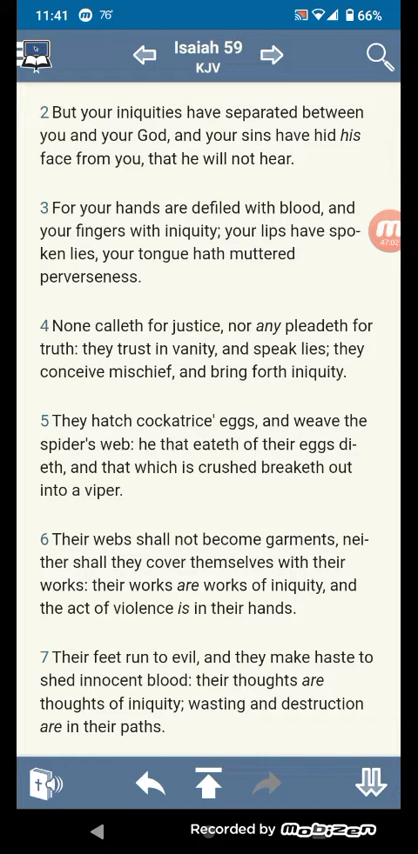 11:41 m 76° 66%
Isaiah 59
KJV
2 But your iniquities have separated between
you and your God, and your sins have hid his
face from you, that he will not hear.
3 For your hands are defiled with blood, and
your fingers with iniquity; your lips have spo-
ken lies, your tongue hath muttered
perverseness.
m
47:02
4 None calleth for justice, nor any pleadeth for
truth: they trust in vanity, and speak lies; they
conceive mischief, and bring forth iniquity.
5 They hatch cockatrice' eggs, and weave the
spider's web: he that eateth of their eggs di-
eth, and that which is crushed breaketh out
into a viper.
6 Their webs shall not become garments, nei-
ther shall they cover themselves with their
works: their works are works of iniquity, and
the act of violence is in their hands.
7 Their feet run to evil, and they make haste to
shed innocent blood: their thoughts are
thoughts of iniquity; wasting and destruction
are in their paths.
Recorded by mobizen